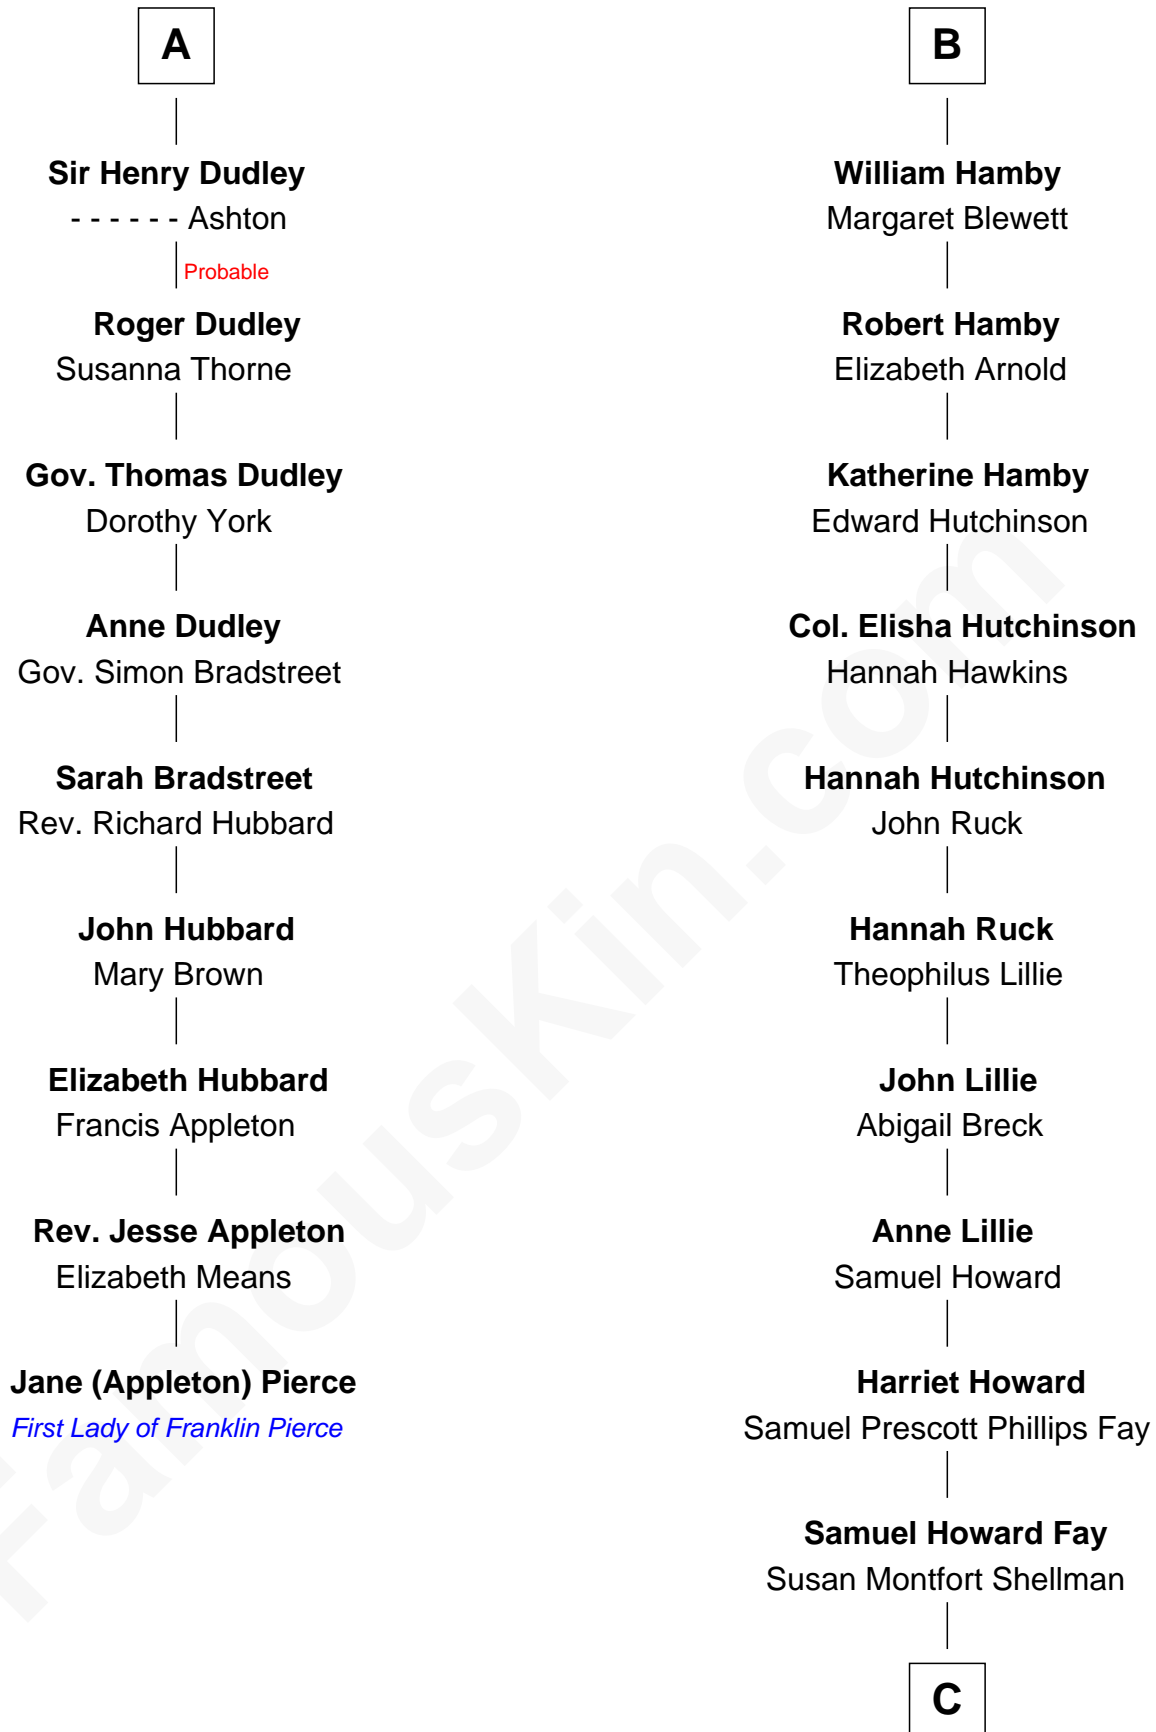 A
Sir Henry Dudley
- - - - - - Ashton
Probable
Roger Dudley
Susanna Thorne
Gov. Thomas Dudley
Dorothy York
Anne Dudley
Gov. Simon Bradstreet
Sarah Bradstreet
Rev. Richard Hubbard
John Hubbard
Mary Brown
Elizabeth Hubbard
Francis Appleton
Rev. Jesse Appleton
Elizabeth Means
Jane (Appleton) Pierce
First Lady of Franklin Pierce
B
William Hamby
Margaret Blewett
Robert Hamby
Elizabeth Arnold
Katherine Hamby
Edward Hutchinson
Col. Elisha Hutchinson
Hannah Hawkins
Hannah Hutchinson
John Ruck
Hannah Ruck
Theophilus Lillie
John Lillie
Abigail Breck
Anne Lillie
Samuel Howard
Harriet Howard
Samuel Prescott Phillips Fay
Samuel Howard Fay
Susan Montfort Shellman
C
FamousKin.com